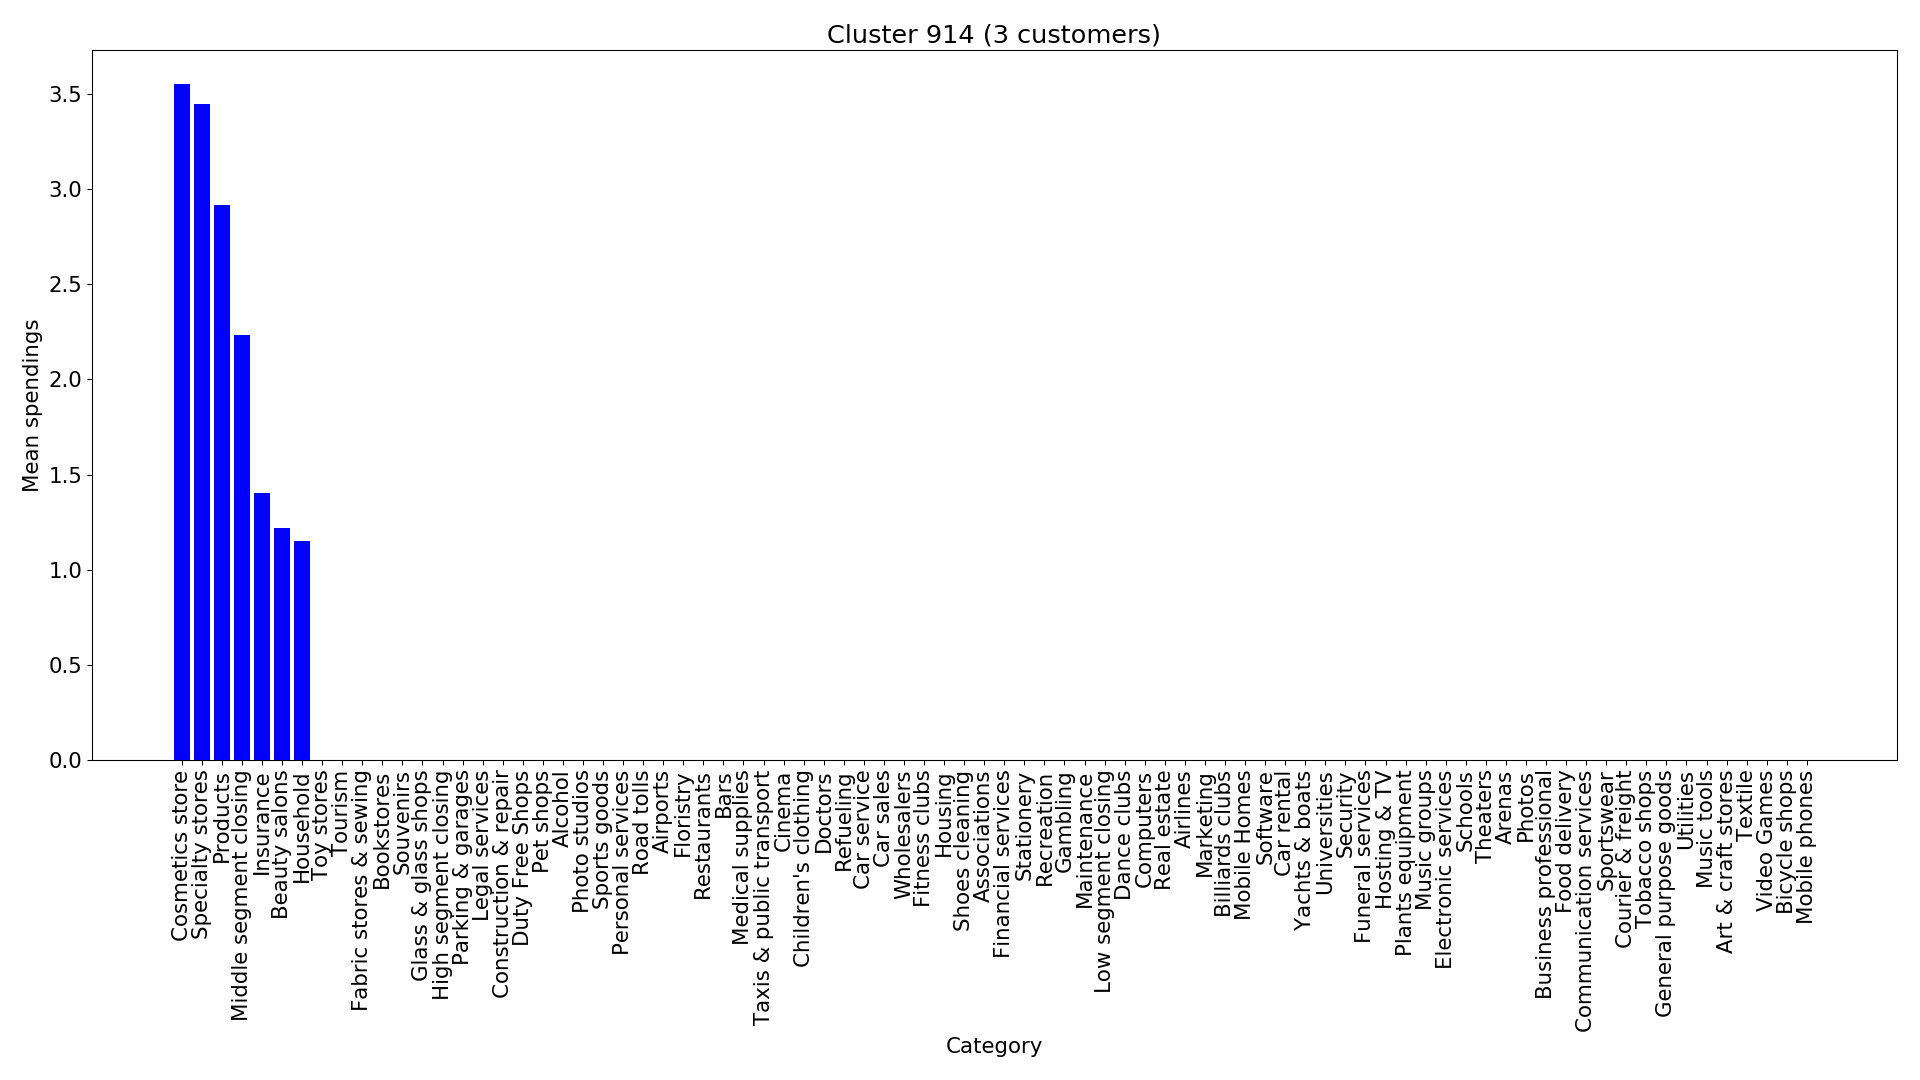 Cluster 914 (3 customers)
Mean spendings
3.5
3.0
2.5
2.0
1.5
1.0
0.5
0.0
Cosmetics store
Specialty stores
Products
Middle segment closing
Insurance
Beauty salons
Household
Toy stores
Tourism
Fabric stores & sewing
Bookstores
Souvenirs
Glass & glass shops
High segment closing
Parking & garages
Legal services
Construction & repair
Duty Free Shops
Pet shops
Alcohol
Photo studios
Sports goods
Personal services
Road tolls
Airports
Floristry
Restaurants
Bars
Medical supplies
Taxis & public transport
Cinema
Children's clothing
Doctors
Refueling
Car service
Car sales
Wholesalers
Fitness clubs
Housing
Shoes cleaning
Associations
Financial services
Stationery
Recreation
Gambling
Maintenance
Low segment closing
Dance clubs
Computers
Real estate
Airlines
Marketing
Billiards clubs
Mobile Homes
Software
Car rental
Yachts & boats
Universities
Security
Funeral services
Hosting & TV
Plants equipment
Music groups
Electronic services
Schools
Theaters
Arenas
Photos
Business professional
Food delivery
Communication services
Sportswear
Courier & freight
Tobacco shops
General purpose goods
Utilities
Music tools
Art & craft stores
Textile
Video Games
Bicycle shops
Mobile phones
Category